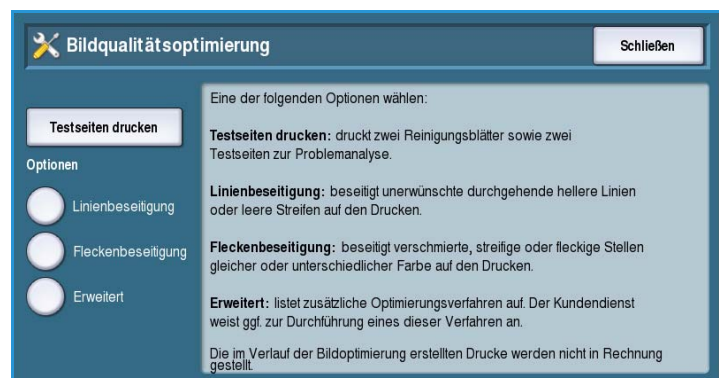 Bildqualitätsoptimierung
Schließen
Testseiten drucken
Optionen
Linienbeseitigung
Fleckenbeseitigung
Erweitert
Eine der folgenden Optionen wählen:
Testseiten drucken: druckt zwei Reinigungsblätter sowie zwei
Testseiten zur Problemanalyse.
Linienbeseitigung: beseitigt unerwünschte durchgehende hellere Linien
oder leere Streifen auf den Drucken.
Fleckenbeseitigung: beseitigt verschmierte, streifige oder fleckige Stellen
gleicher oder unterschiedlicher Farbe auf den Drucken.
Erweitert: listet zusätzliche Optimierungsverfahren auf. Der Kundendienst
weist ggf. zur Durchführung eines dieser Verfahren an.
Die im Verlauf der Bildoptimierung erstellten Drucke werden nicht in Rechnung
gestellt.